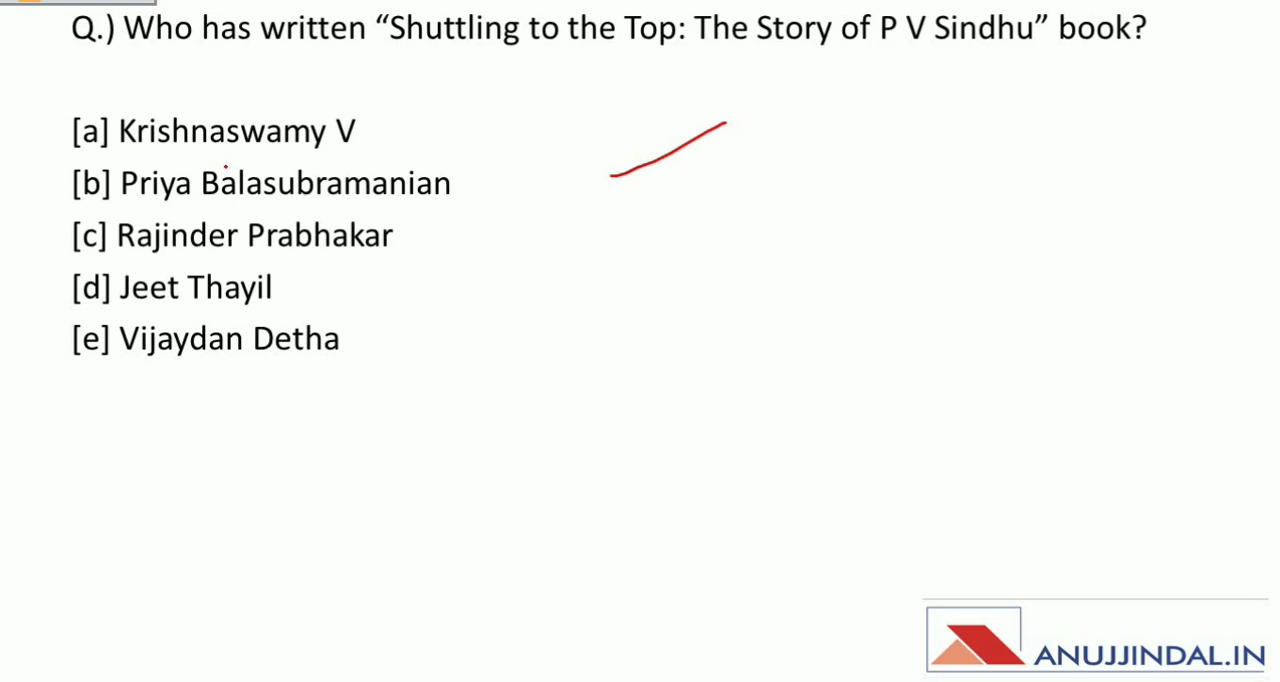 Q.) Who has written “Shuttling to the Top: The Story of P V Sindhu” book?
[a] Krishnaswamy V
[b] Priya Balasubramanian
[c] Rajinder Prabhakar
[d] Jeet Thayil
[e] Vijaydan Detha
ANUJJINDAL.IN